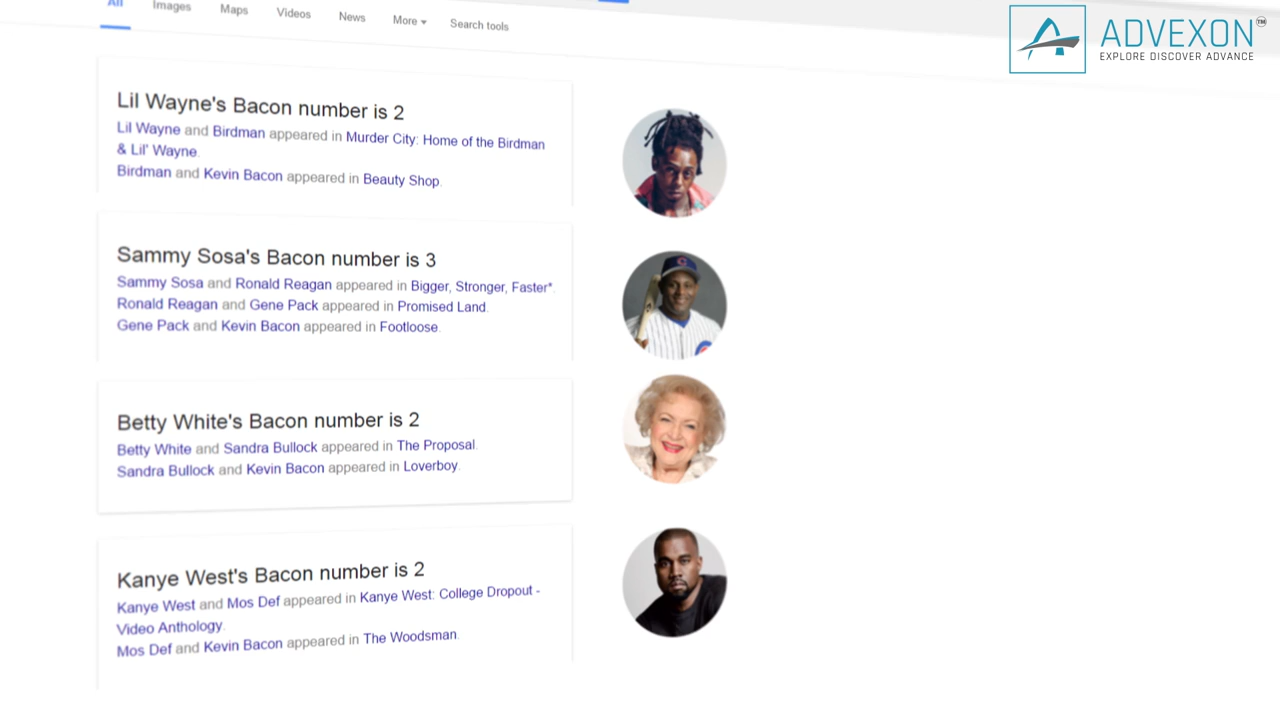 All
Images
Maps
Videos
News
More
Search tools
ADVEXON™
EXPLORE DISCOVER ADVANCE
Lil Wayne's Bacon number is 2
Lil Wayne and Birdman appeared in Murder City: Home of the Birdman
& Lil' Wayne.
Birdman and Kevin Bacon appeared in Beauty Shop.
Sammy Sosa's Bacon number is 3
Sammy Sosa and Ronald Reagan appeared in Bigger, Stronger, Faster*.
Ronald Reagan and Gene Pack appeared in Promised Land.
Gene Pack and Kevin Bacon appeared in Footloose.
Betty White's Bacon number is 2
Betty White and Sandra Bullock appeared in The Proposal.
Sandra Bullock and Kevin Bacon appeared in Loverboy.
Kanye West's Bacon number is 2
Kanye West and Mos Def appeared in Kanye West: College Dropout -
Video Anthology.
Mos Def and Kevin Bacon appeared in The Woodsman.